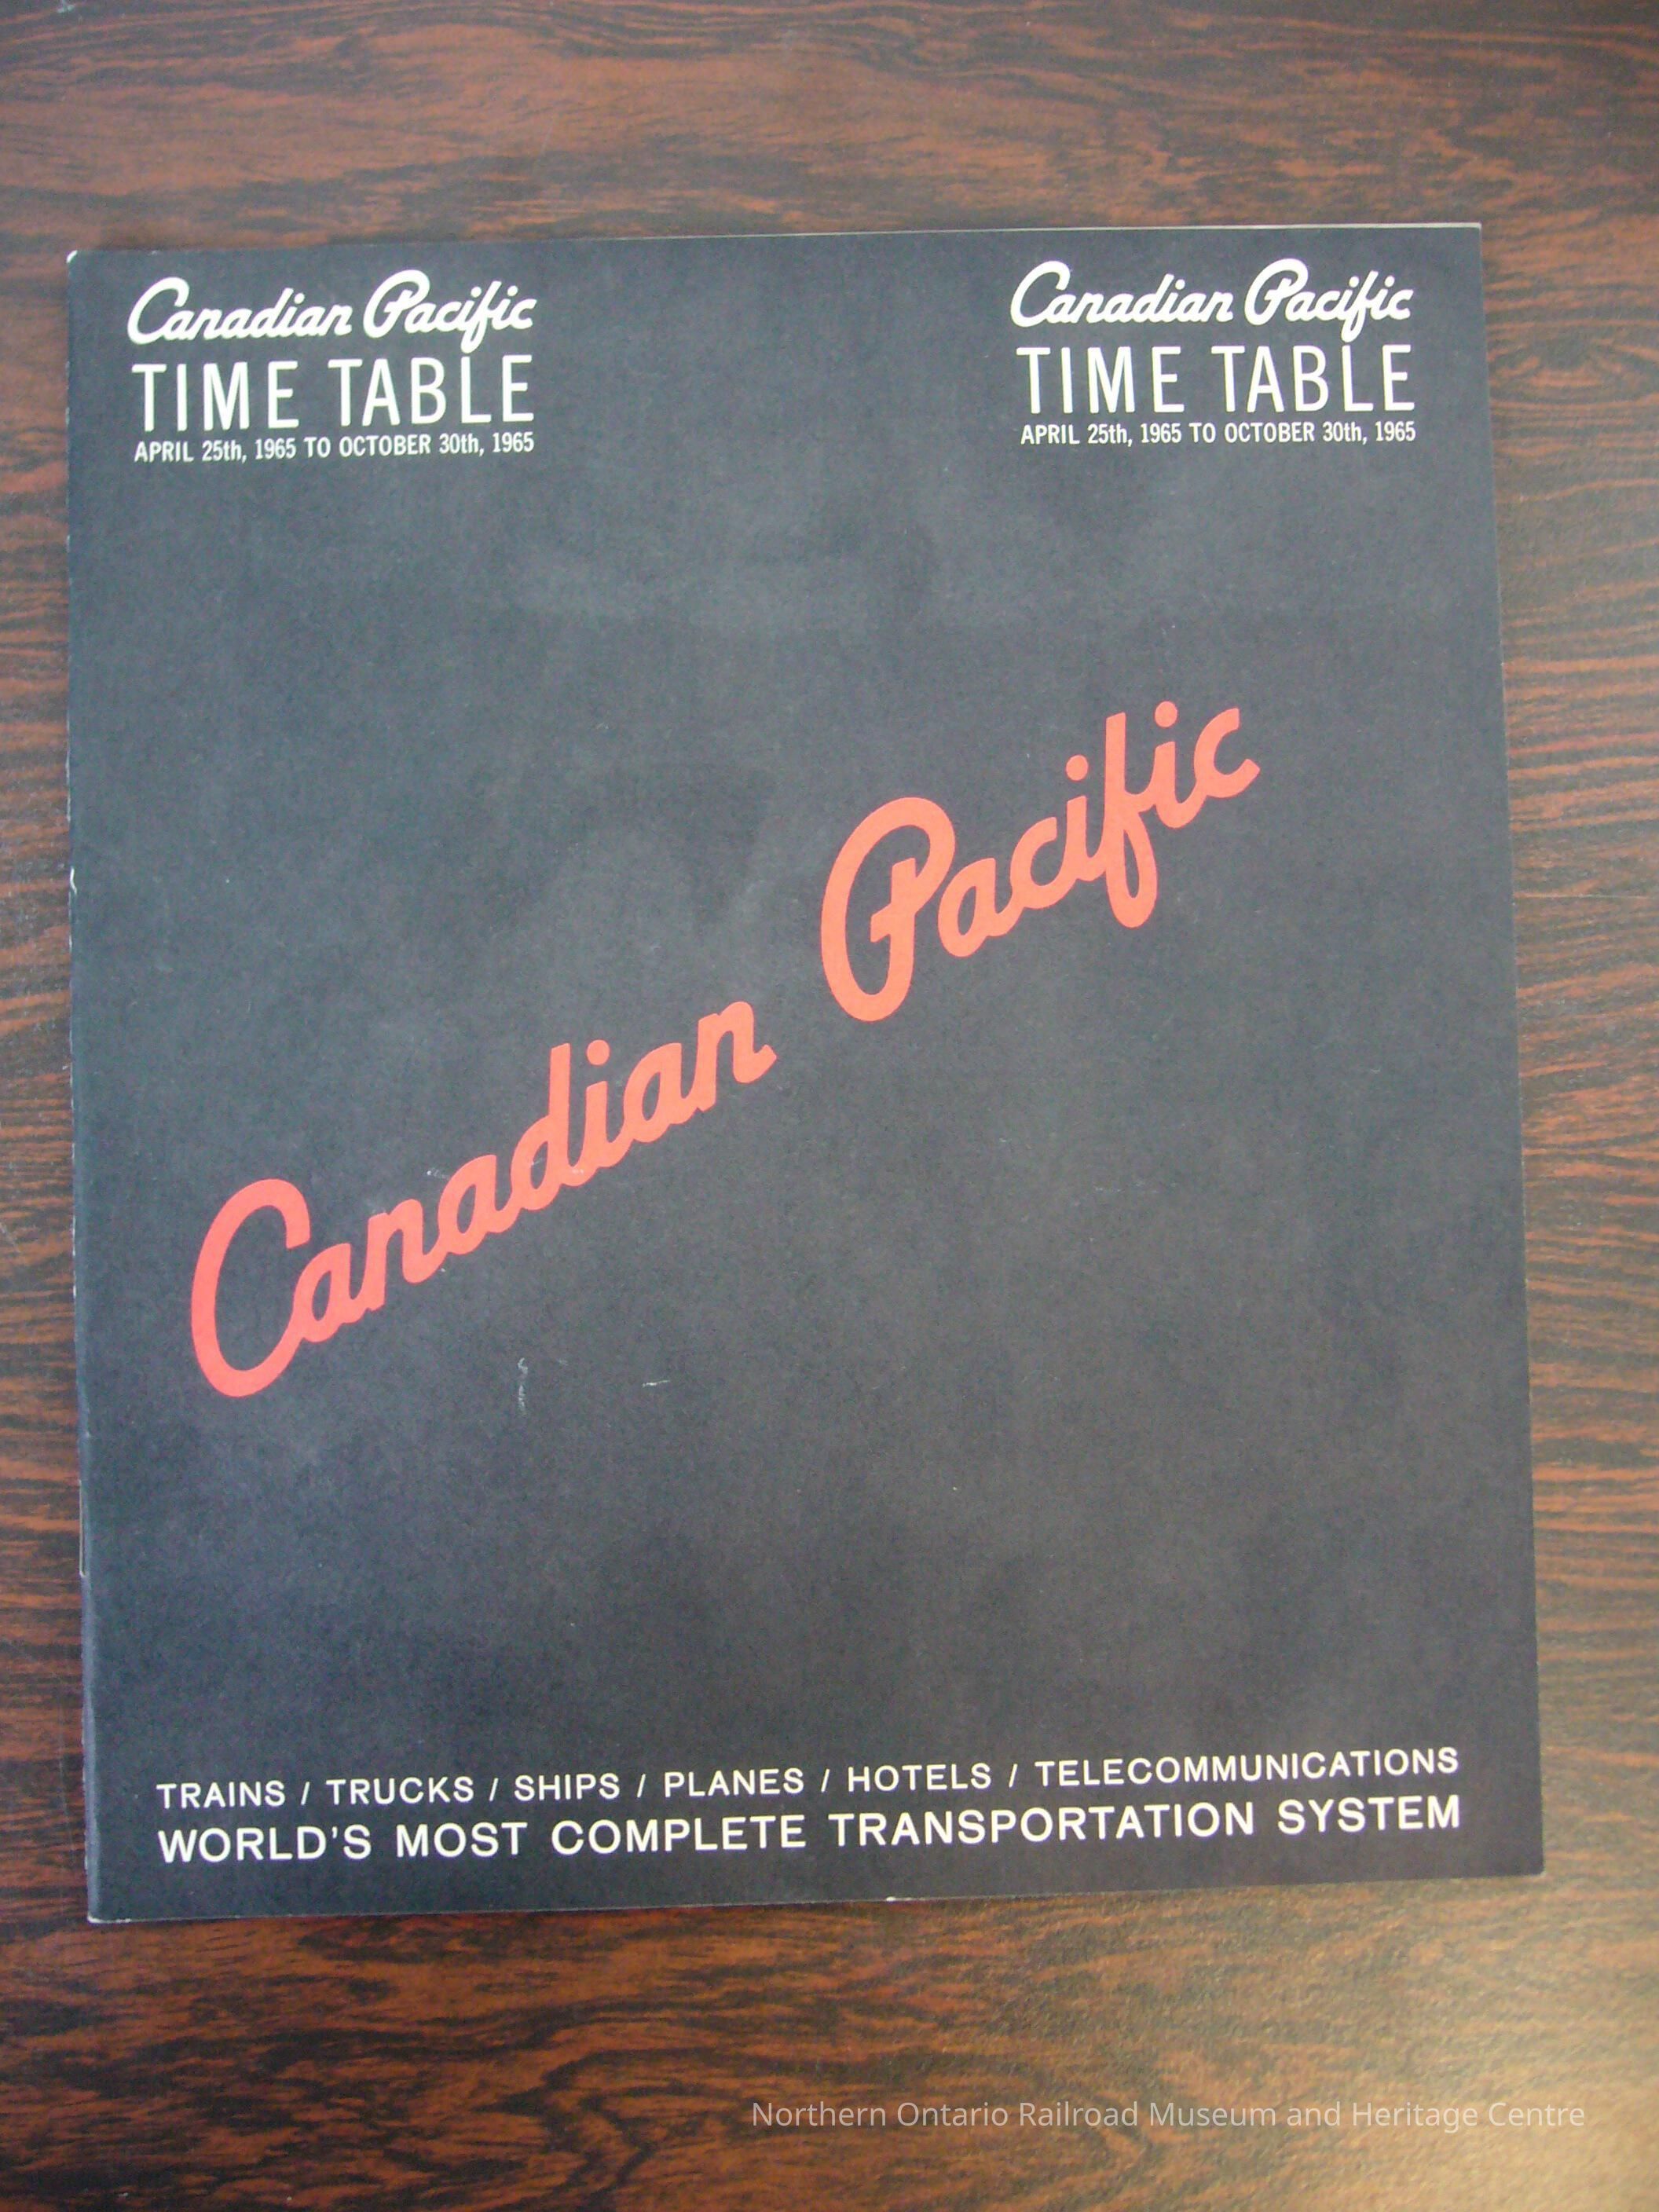 Canadian Pacific
TIME TABLE
APRIL 25th, 1965 TO OCTOBER 30th, 1965
Canadian Pacific
TIME TABLE
APRIL 25th, 1965 TO OCTOBER 30th, 1965
Canadian Pacific
TRAINS / TRUCKS / SHIPS / PLANES / HOTELS / TELECOMMUNICATIONS
WORLD'S MOST COMPLETE TRANSPORTATION SYSTEM
Northern Ontario Railroad Museum and Heritage Centre